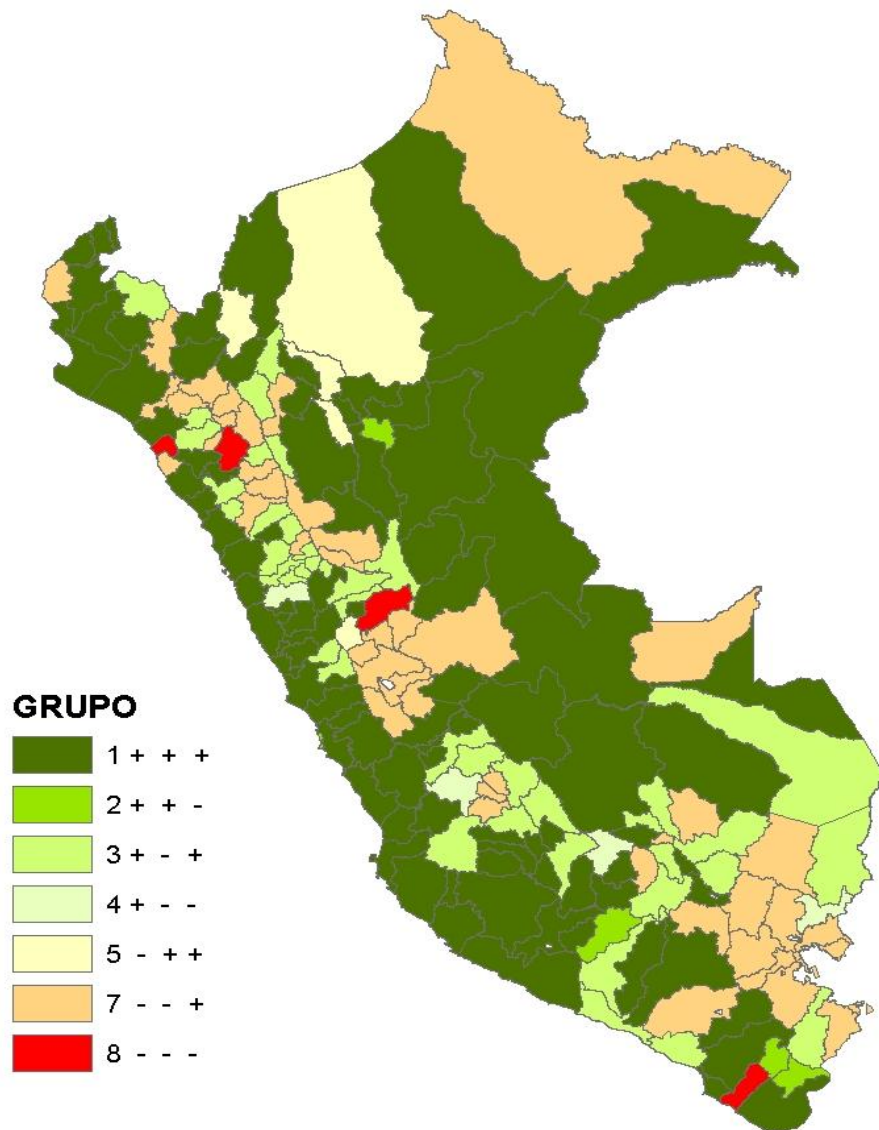 GRUPO
1 + + +
2 + + -
3 + - +
4 + - -
5 - + +
7 - - +
8 - - -